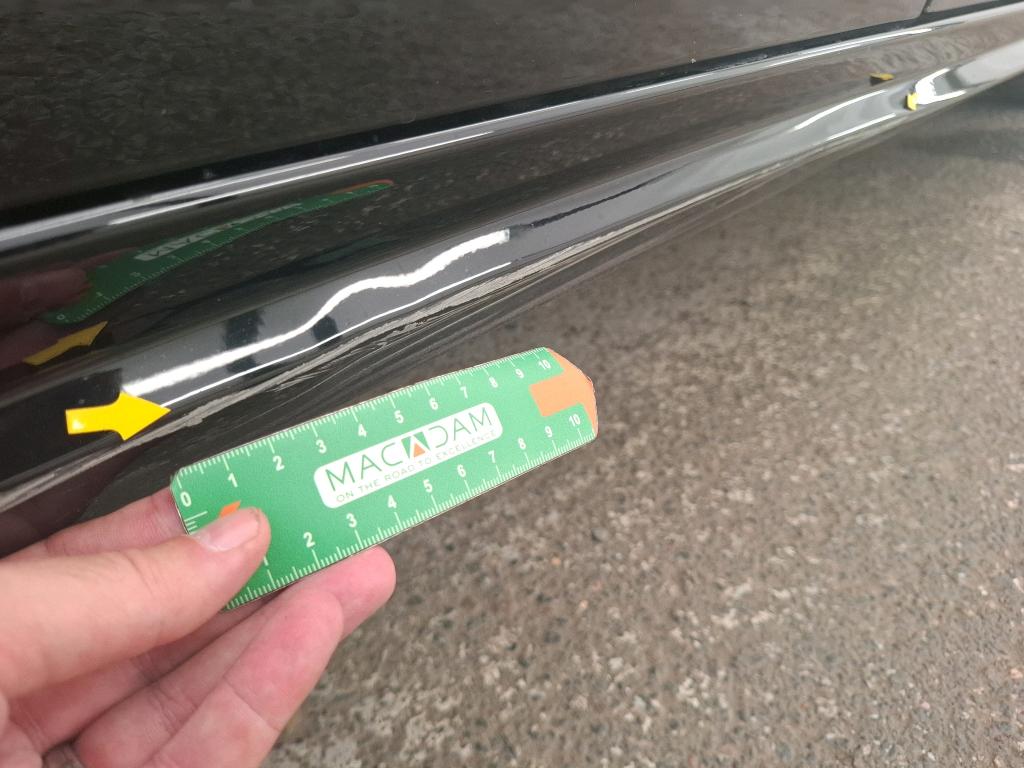 0 1 2 3 4 5 6 7 8 9 10
MACADAM
ON THE ROAD TO EXCELLENCE
1 2 3 4 5 6 7 8 9 10